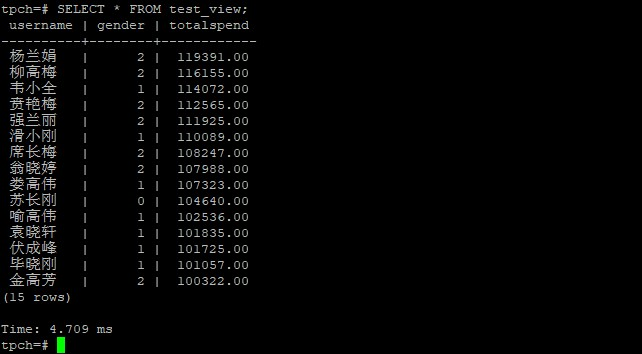 tpch=# SELECT * FROM test_view;
 username | gender | totalspend
----------+--------+------------
 杨兰娟   |      2 |  119391.00
 柳高梅   |      2 |  116155.00
 韦小全   |      1 |  114072.00
 贲艳梅   |      2 |  112565.00
 强兰丽   |      2 |  111925.00
 滑小刚   |      1 |  110089.00
 席长梅   |      2 |  108247.00
 翁晓婷   |      2 |  107988.00
 娄高伟   |      1 |  107323.00
 苏长刚   |      0 |  104640.00
 喻高伟   |      1 |  102536.00
 袁晓轩   |      1 |  101835.00
 伏成峰   |      1 |  101725.00
 毕晓刚   |      1 |  101057.00
 金高芳   |      2 |  100322.00
(15 rows)
Time: 4.709 ms
tpch=#